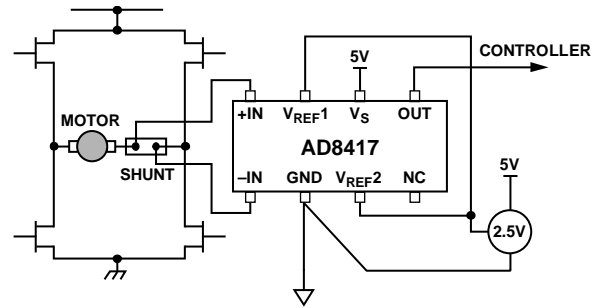 CONTROLLER
5V
+IN VREF1 VS OUT
MOTOR
AD8417
SHUNT
–IN GND VREF2 NC
5V
2.5V